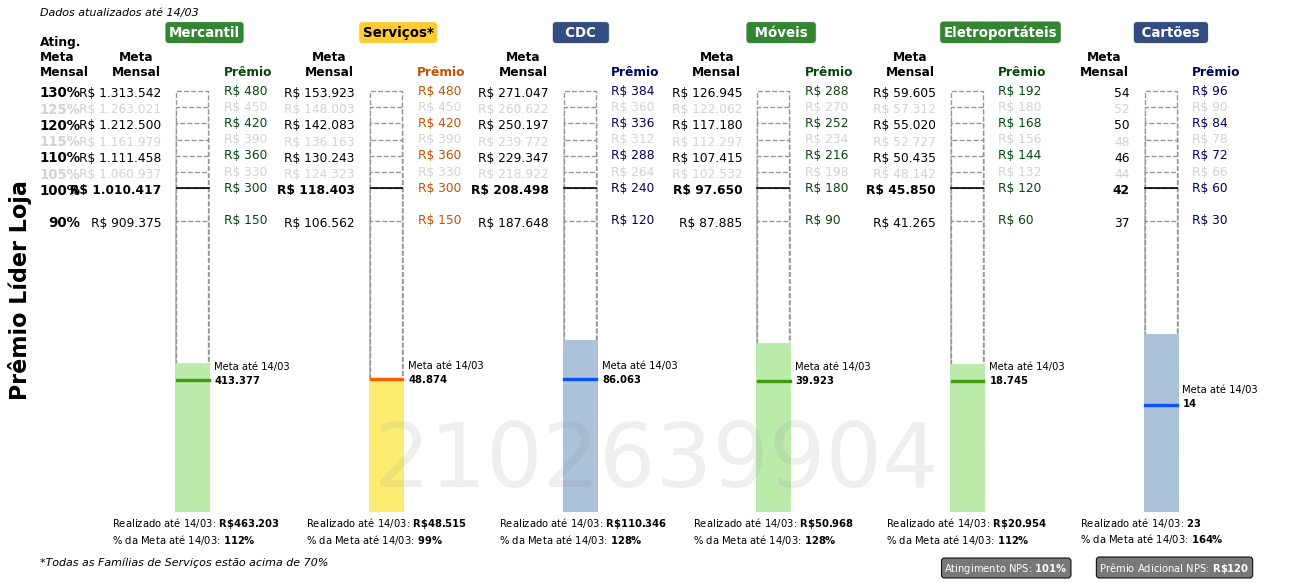 Dados atualizados até 14/03
Mercantil Serviços* CDC Móveis Eletroportáteis Cartões
Ating.
Meta Meta Meta Meta Meta Meta Meta
Mensal Mensal Prêmio Mensal Prêmio Mensal Prêmio Mensal Prêmio Mensal Prêmio Mensal Prêmio
130% R$ 1.313.542 R$ 480 R$ 153.923 R$ 480 R$ 271.047 R$ 384 R$ 126.945 R$ 288 R$ 59.605 R$ 192 54 R$ 96
125% R$ 1.263.021 R$ 450 R$ 148.003 R$ 450 R$ 260.622 R$ 360 R$ 122.062 R$ 270 R$ 57.312 R$ 180 52 R$ 90
120% R$ 1.212.500 R$ 420 R$ 142.083 R$ 420 R$ 250.197 R$ 336 R$ 117.180 R$ 252 R$ 55.020 R$ 168 50 R$ 84
115% R$ 1.161.979 R$ 390 R$ 136.163 R$ 390 R$ 239.772 R$ 312 R$ 112.297 R$ 234 R$ 52.727 R$ 156 48 R$ 78
110% R$ 1.111.458 R$ 360 R$ 130.243 R$ 360 R$ 229.347 R$ 288 R$ 107.415 R$ 216 R$ 50.435 R$ 144 46 R$ 72
105% R$ 1.060.937 R$ 330 R$ 124.323 R$ 330 R$ 218.922 R$ 264 R$ 102.532 R$ 198 R$ 48.142 R$ 132 44 R$ 66
100% R$ 1.010.417 R$ 300 R$ 118.403 R$ 300 R$ 208.498 R$ 240 R$ 97.650 R$ 180 R$ 45.850 R$ 120 42 R$ 60
90% R$ 909.375 R$ 150 R$ 106.562 R$ 150 R$ 187.648 R$ 120 R$ 87.885 R$ 90 R$ 41.265 R$ 60 37 R$ 30
Prêmio Líder Loja
Meta até 14/03 Meta até 14/03 Meta até 14/03 Meta até 14/03 Meta até 14/03
413.377 48.874 86.063 39.923 18.745
Meta até 14/03
14
2102639904
Realizado até 14/03: R$463.203 Realizado até 14/03: R$48.515 Realizado até 14/03: R$110.346 Realizado até 14/03: R$50.968 Realizado até 14/03: R$20.954 Realizado até 14/03: 23
% da Meta até 14/03: 112% % da Meta até 14/03: 99% % da Meta até 14/03: 128% % da Meta até 14/03: 128% % da Meta até 14/03: 112% % da Meta até 14/03: 164%
*Todas as Famílias de Serviços estão acima de 70%
Atingimento NPS: 101% Prêmio Adicional NPS: R$120